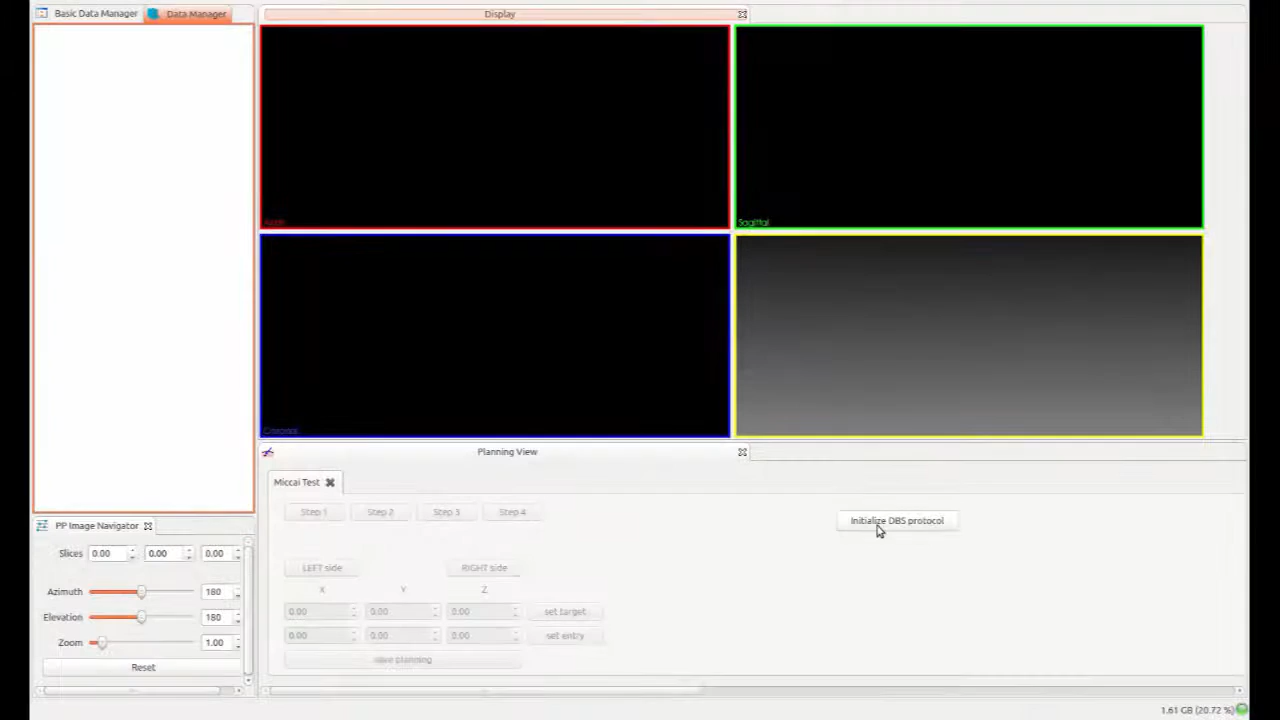 Basic Data Manager
Data Manager
Display
Axial
Sagittal
Coronal
Planning View
Miccai Test
Step 1
Step 2
Step 3
Step 4
Initialize DBS protocol
PP Image Navigator
Slices 0.00 0.00 0.00
LEFT side
RIGHT side
X
Y
Z
Azimuth 180
0.00 0.00 0.00 set target
Elevation 180
0.00 0.00 0.00 set entry
Zoom 1.00
save planning
Reset
1.61 GB (20.72 %)